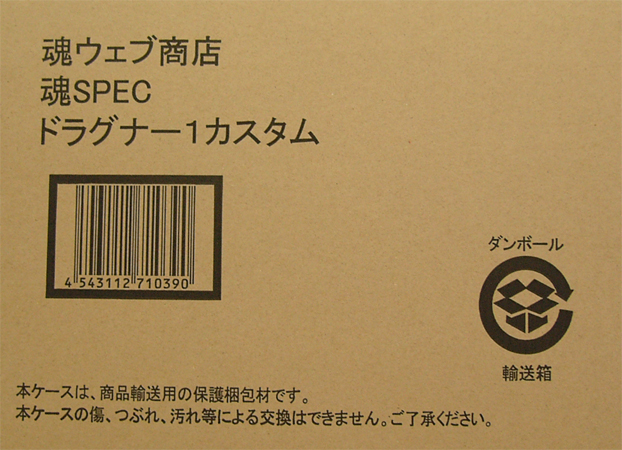 魂ウェブ商店
魂SPEC
ドラグナー1カスタム
4 543112 710390
ダンボール
輸送箱
本ケースは、商品輸送用の保護梱包材です。
本ケースの傷、つぶれ、汚れ等による交換はできません。ご了承ください。